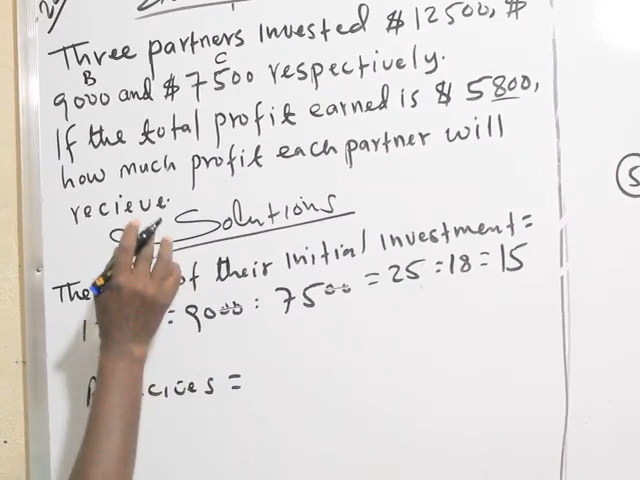 Three partners invested $ 12500, $
B C
9000 and $ 7500 respectively.
If the total profit earned is $ 5800,
how much profit each partner will
recieve.
Solutions
The of their initial investment =
1 = 9000 : 7500 = 25 : 18 = 15
=
S